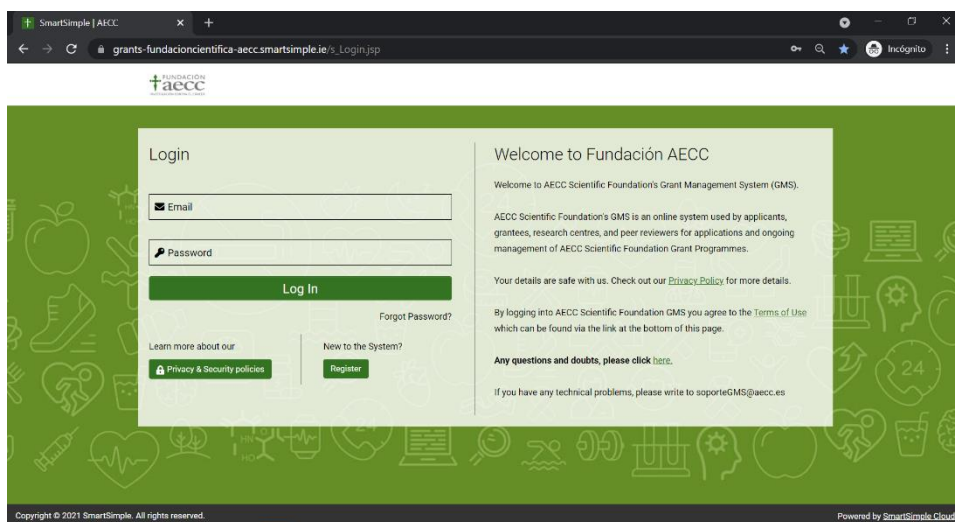 SmartSimple | AECC
grants-fundacioncientifica-aecc.smartsimple.ie/s_Login.jsp
Incógnito
FUNDACIÓN
aecc
Login
Email
Password
Log In
Forgot Password?
Learn more about our
Privacy & Security policies
New to the System?
Register
Welcome to Fundación AECC
Welcome to AECC Scientific Foundation's Grant Management System (GMS).
AECC Scientific Foundation's GMS is an online system used by applicants,
grantees, research centres, and peer reviewers for applications and ongoing
management of AECC Scientific Foundation Grant Programmes.
Your details are safe with us. Check out our Privacy Policy for more details.
By logging into AECC Scientific Foundation GMS you agree to the Terms of Use
which can be found via the link at the bottom of this page.
Any questions and doubts, please click here.
If you have any technical problems, please write to soporteGMS@aecc.es
24
HN
HO
Copyright © 2021 SmartSimple. All rights reserved.
Powered by SmartSimple Cloud